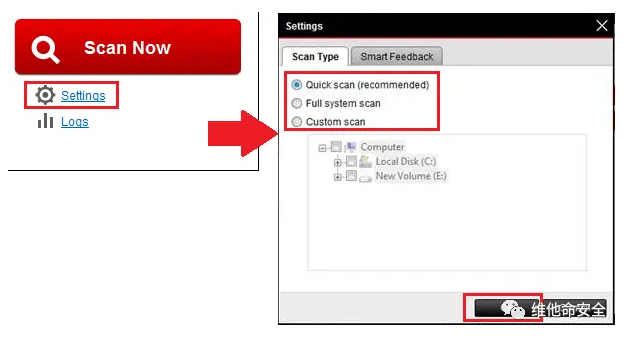 Scan Now
Settings
Logs
Settings
Scan Type
Smart Feedback
Quick scan (recommended)
Full system scan
Custom scan
Computer
Local Disk (C:)
New Volume (E:)
维他命安全